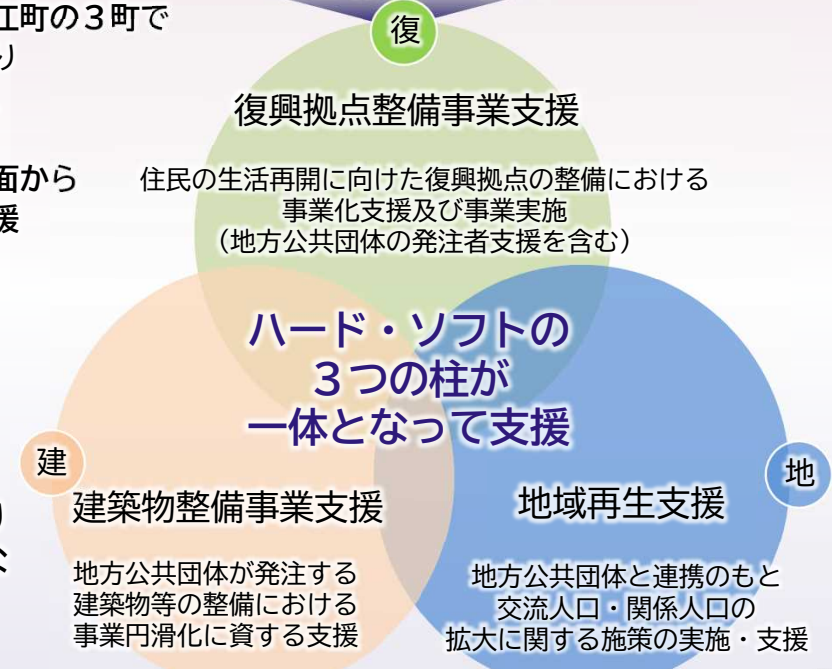 江町の３町で
り
復
復興拠点整備事業支援
面から
援
住民の生活再開に向けた復興拠点の整備における
事業化支援及び事業実施
（地方公共団体の発注者支援を含む）
ハード・ソフトの
３つの柱が
一体となって支援
建
建築物整備事業支援
地方公共団体が発注する
建築物等の整備における
事業円滑化に資する支援
地
地域再生支援
地方公共団体と連携のもと
交流人口・関係人口の
拡大に関する施策の実施・支援